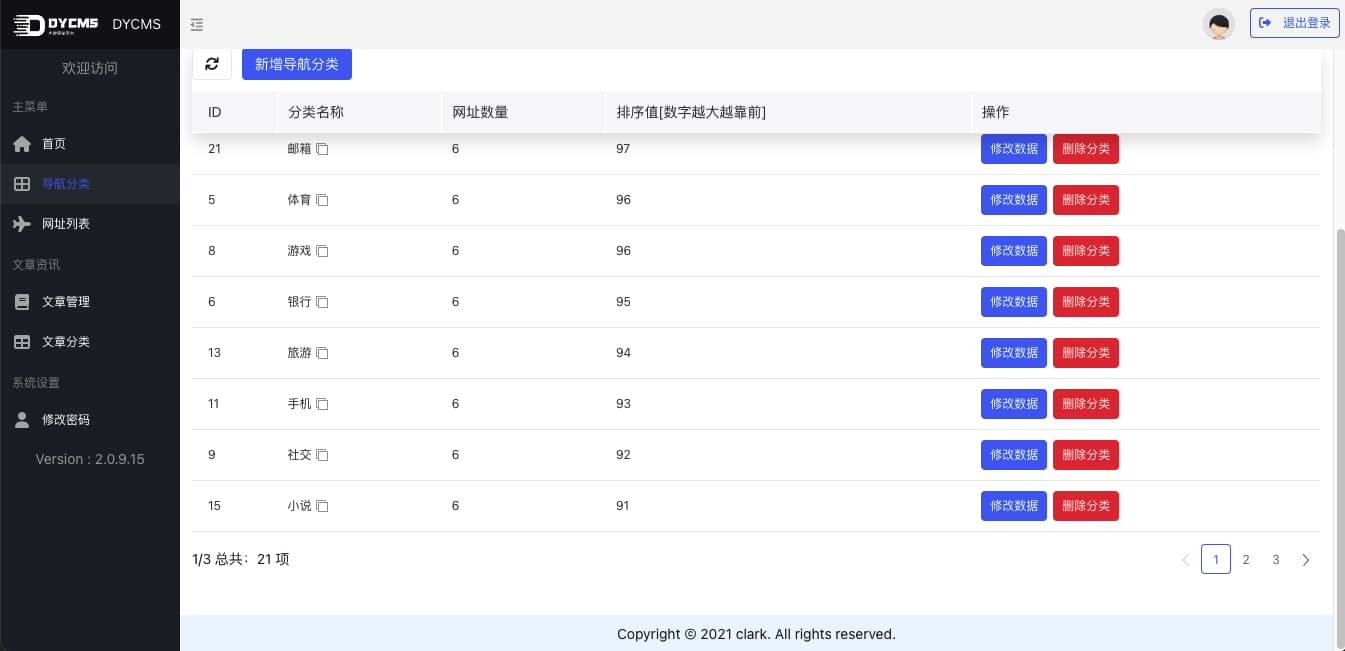 DYCMS DYCMS
退出登录
欢迎访问
主菜单
首页
导航分类
网址列表
文章资讯
文章管理
文章分类
系统设置
修改密码
Version : 2.0.9.15
新增导航分类
ID 分类名称 网址数量 排序值[数字越大越靠前] 操作
21 邮箱 6 97 修改数据 删除分类
5 体育 6 96 修改数据 删除分类
8 游戏 6 96 修改数据 删除分类
6 银行 6 95 修改数据 删除分类
13 旅游 6 94 修改数据 删除分类
11 手机 6 93 修改数据 删除分类
9 社交 6 92 修改数据 删除分类
15 小说 6 91 修改数据 删除分类
1/3 总共：21 项
1 2 3
Copyright © 2021 clark. All rights reserved.